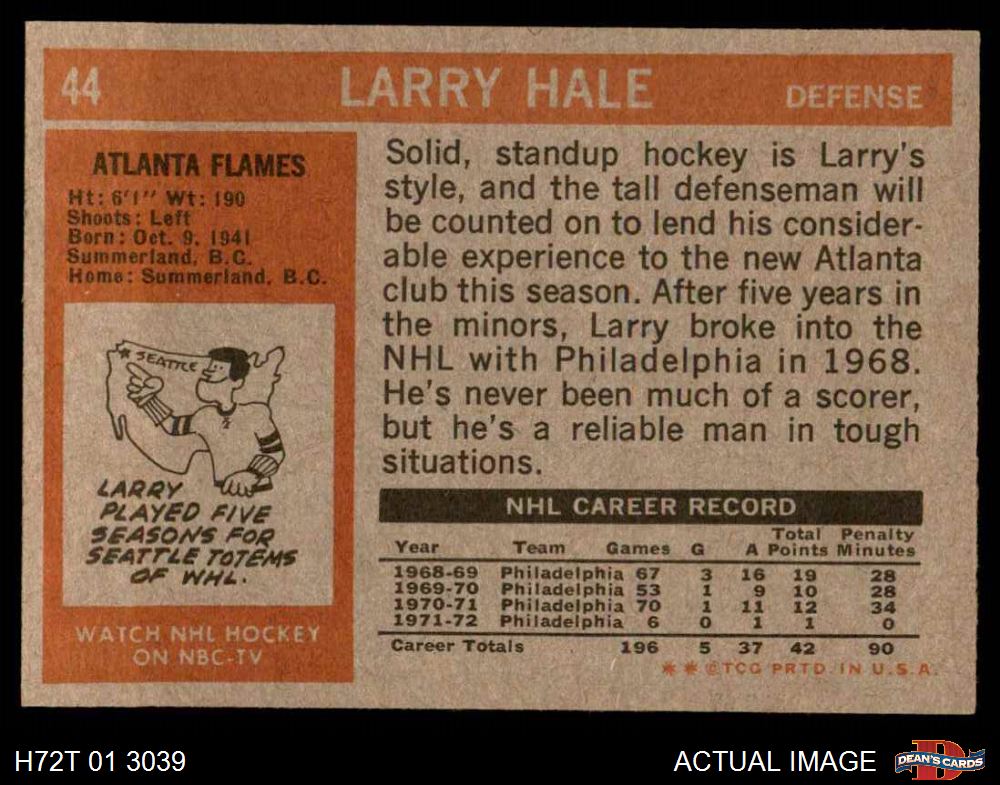 44
LARRY HALE
DEFENSE
ATLANTA FLAMES
Ht: 6'1" Wt: 190
Shoots: Left
Born: Oct. 9, 1941
Summerland, B.C.
Home: Summerland, B.C.
SEATTLE
LARRY
PLAYED FIVE
SEASONS FOR
SEATTLE TOTEMS
OF WHL.
WATCH NHL HOCKEY
ON NBC-TV
Solid, standup hockey is Larry's
style, and the tall defenseman will
be counted on to lend his consider-
able experience to the new Atlanta
club this season. After five years in
the minors, Larry broke into the
NHL with Philadelphia in 1968.
He's never been much of a scorer,
but he's a reliable man in tough
situations.
NHL CAREER RECORD
Total Penalty
Year Team Games G A Points Minutes
1968-69 Philadelphia 67 3 16 19 28
1969-70 Philadelphia 53 1 9 10 28
1970-71 Philadelphia 70 1 11 12 34
1971-72 Philadelphia 6 0 1 1 0
Career Totals 196 5 37 42 90
**©TCG PRTD. IN U.S.A.
H72T 01 3039
ACTUAL IMAGE
D
DEAN'S CARDS